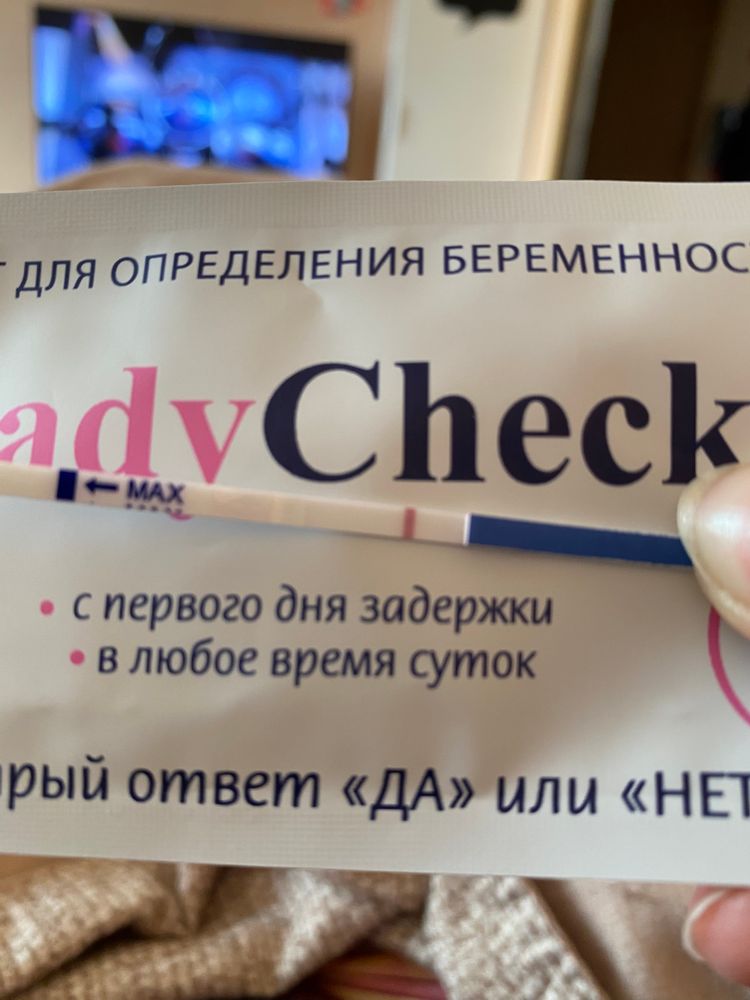 Т ДЛЯ ОПРЕДЕЛЕНИЯ БЕРЕМЕННОС
adyCheck
MAX
• с первого дня задержки
• в любое время суток
рый ответ «ДА» или «НЕТ